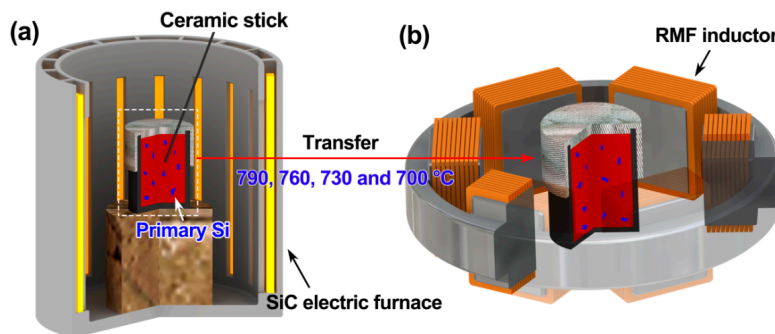 (a)
Ceramic stick
(b)
RMF inductor
Transfer
790, 760, 730 and 700 °C
Primary Si
SiC electric furnace